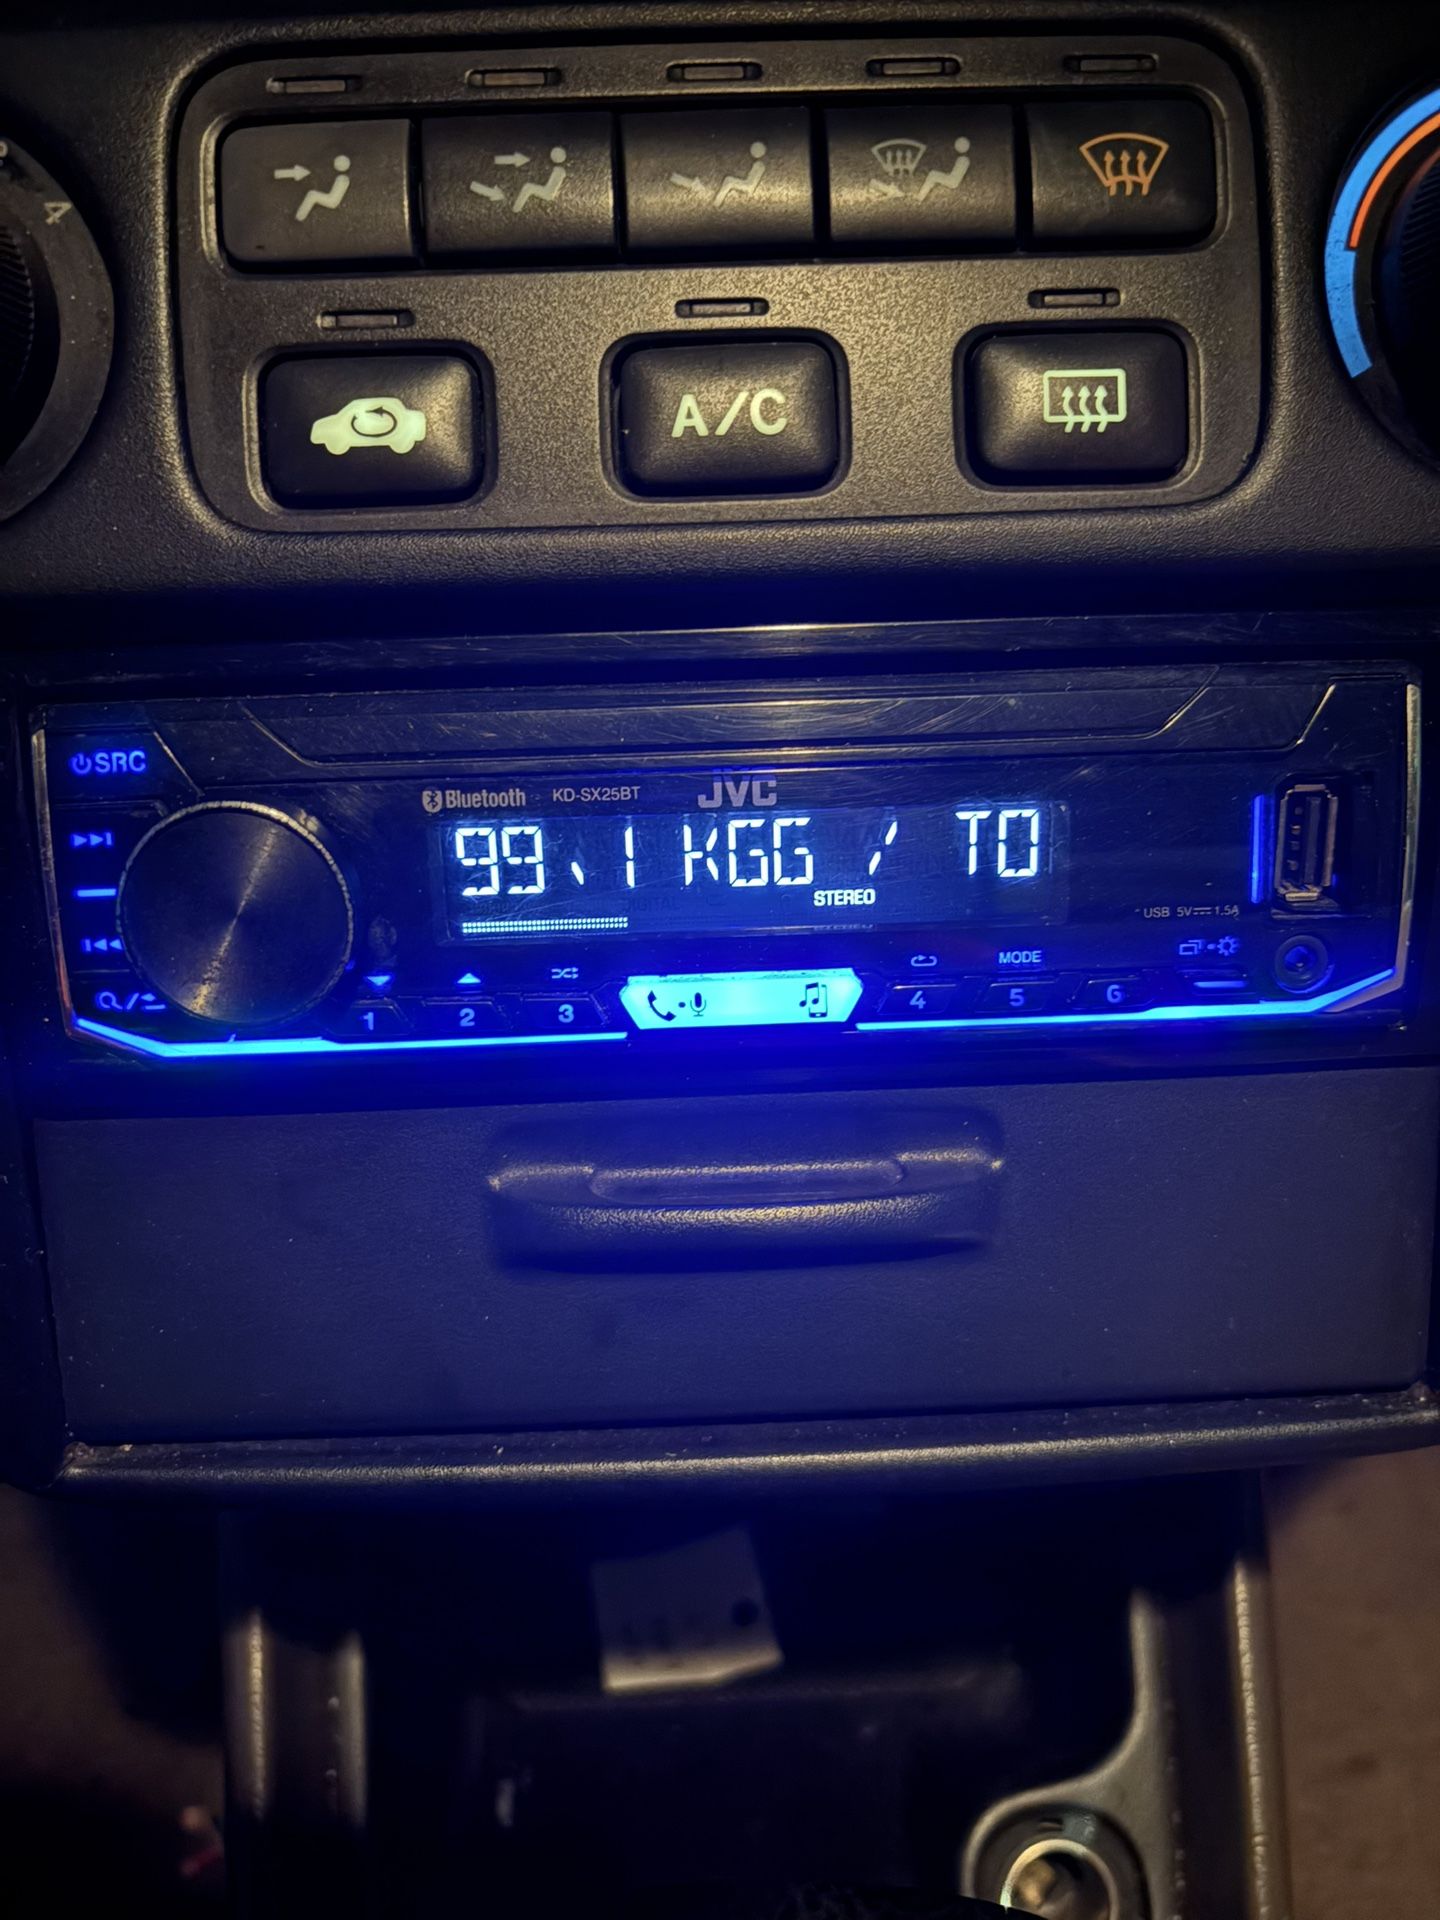 4
A/C
SRC
Bluetooth KD-SX25BT JVC
99.1 KGG / TO
STEREO
USB 5V 1.5A
MODE
1 2 3 4 5 6